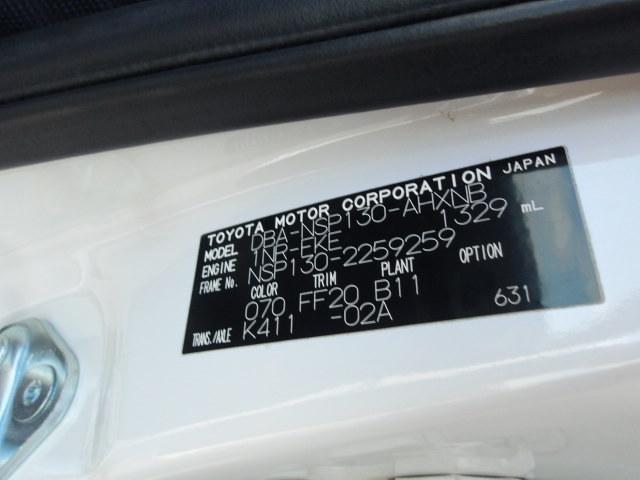 TOYOTA MOTOR CORPORATION JAPAN
MODEL DBA-NSP130-AHXNB
ENGINE 1NR-FKE 1329 mL
FRAME No. NSP130-2259259
COLOR TRIM PLANT OPTION
070 FF20 B11
TRANS./AXLE K411 -02A 631